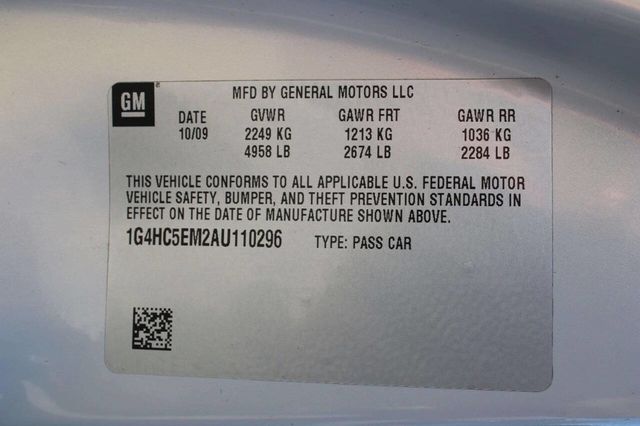 GM
MFD BY GENERAL MOTORS LLC
DATE GVWR GAWR FRT GAWR RR
10/09 2249 KG 1213 KG 1036 KG
4958 LB 2674 LB 2284 LB
THIS VEHICLE CONFORMS TO ALL APPLICABLE U.S. FEDERAL MOTOR
VEHICLE SAFETY, BUMPER, AND THEFT PREVENTION STANDARDS IN
EFFECT ON THE DATE OF MANUFACTURE SHOWN ABOVE.
1G4HC5EM2AU110296 TYPE: PASS CAR